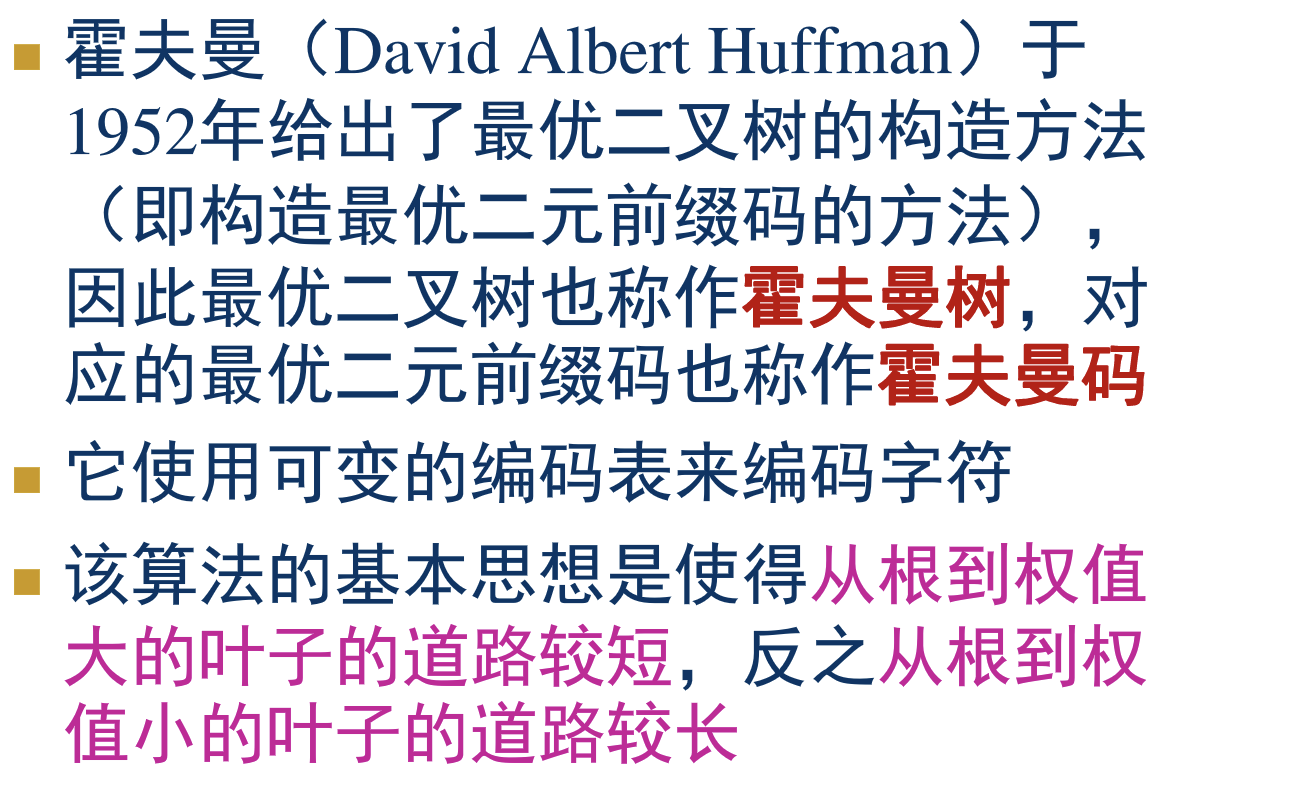 霍夫曼（David Albert Huffman）于
1952年给出了最优二叉树的构造方法
（即构造最优二元前缀码的方法），
因此最优二叉树也称作霍夫曼树，对
应的最优二元前缀码也称作霍夫曼码
它使用可变的编码表来编码字符
该算法的基本思想是使得从根到权值
大的叶子的道路较短，反之从根到权
值小的叶子的道路较长